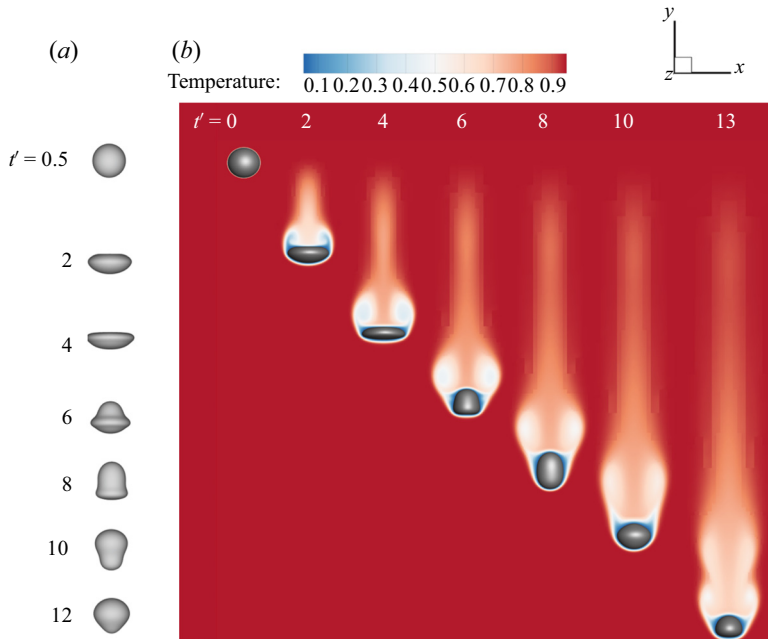 (a)
(b)
y
z
x
Temperature:
0.1 0.2 0.3 0.4 0.5 0.6 0.7 0.8 0.9
t′ = 0 2 4 6 8 10 13
t′ = 0.5
2
4
6
8
10
12